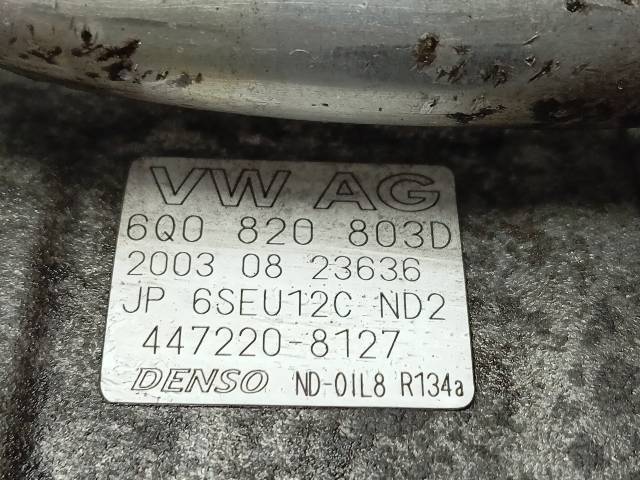 VW AG
6Q0 820 803D
2003 08 23636
JP 6SEU12C ND2
447220-8127
DENSO ND-OIL8 R134a